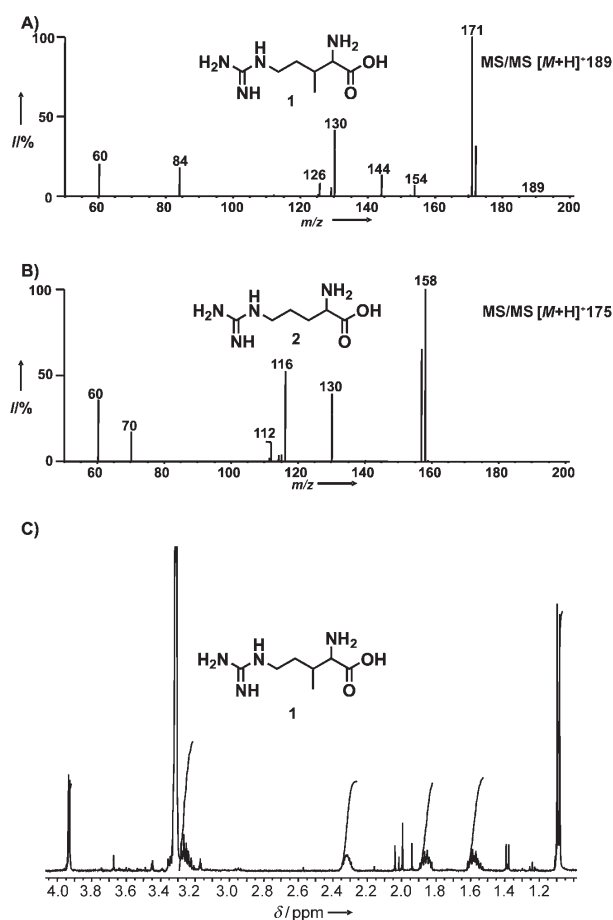 A)
100
171
H
NH₂
H₂N
N
OH
MS/MS [M+H]⁺189
NH
O
1
130
50
I/%
60
84
126
144
154
189
0
60
80
100
120
140
160
180
200
m/z
B)
100
158
H
NH₂
H₂N
N
OH
MS/MS [M+H]⁺175
NH
O
2
116
50
I/%
60
130
70
112
0
60
80
100
120
140
160
180
200
m/z
C)
H
NH₂
H₂N
N
OH
NH
O
1
4.0 3.8 3.6 3.4 3.2 3.0 2.8 2.6 2.4 2.2 2.0 1.8 1.6 1.4 1.2
δ / ppm